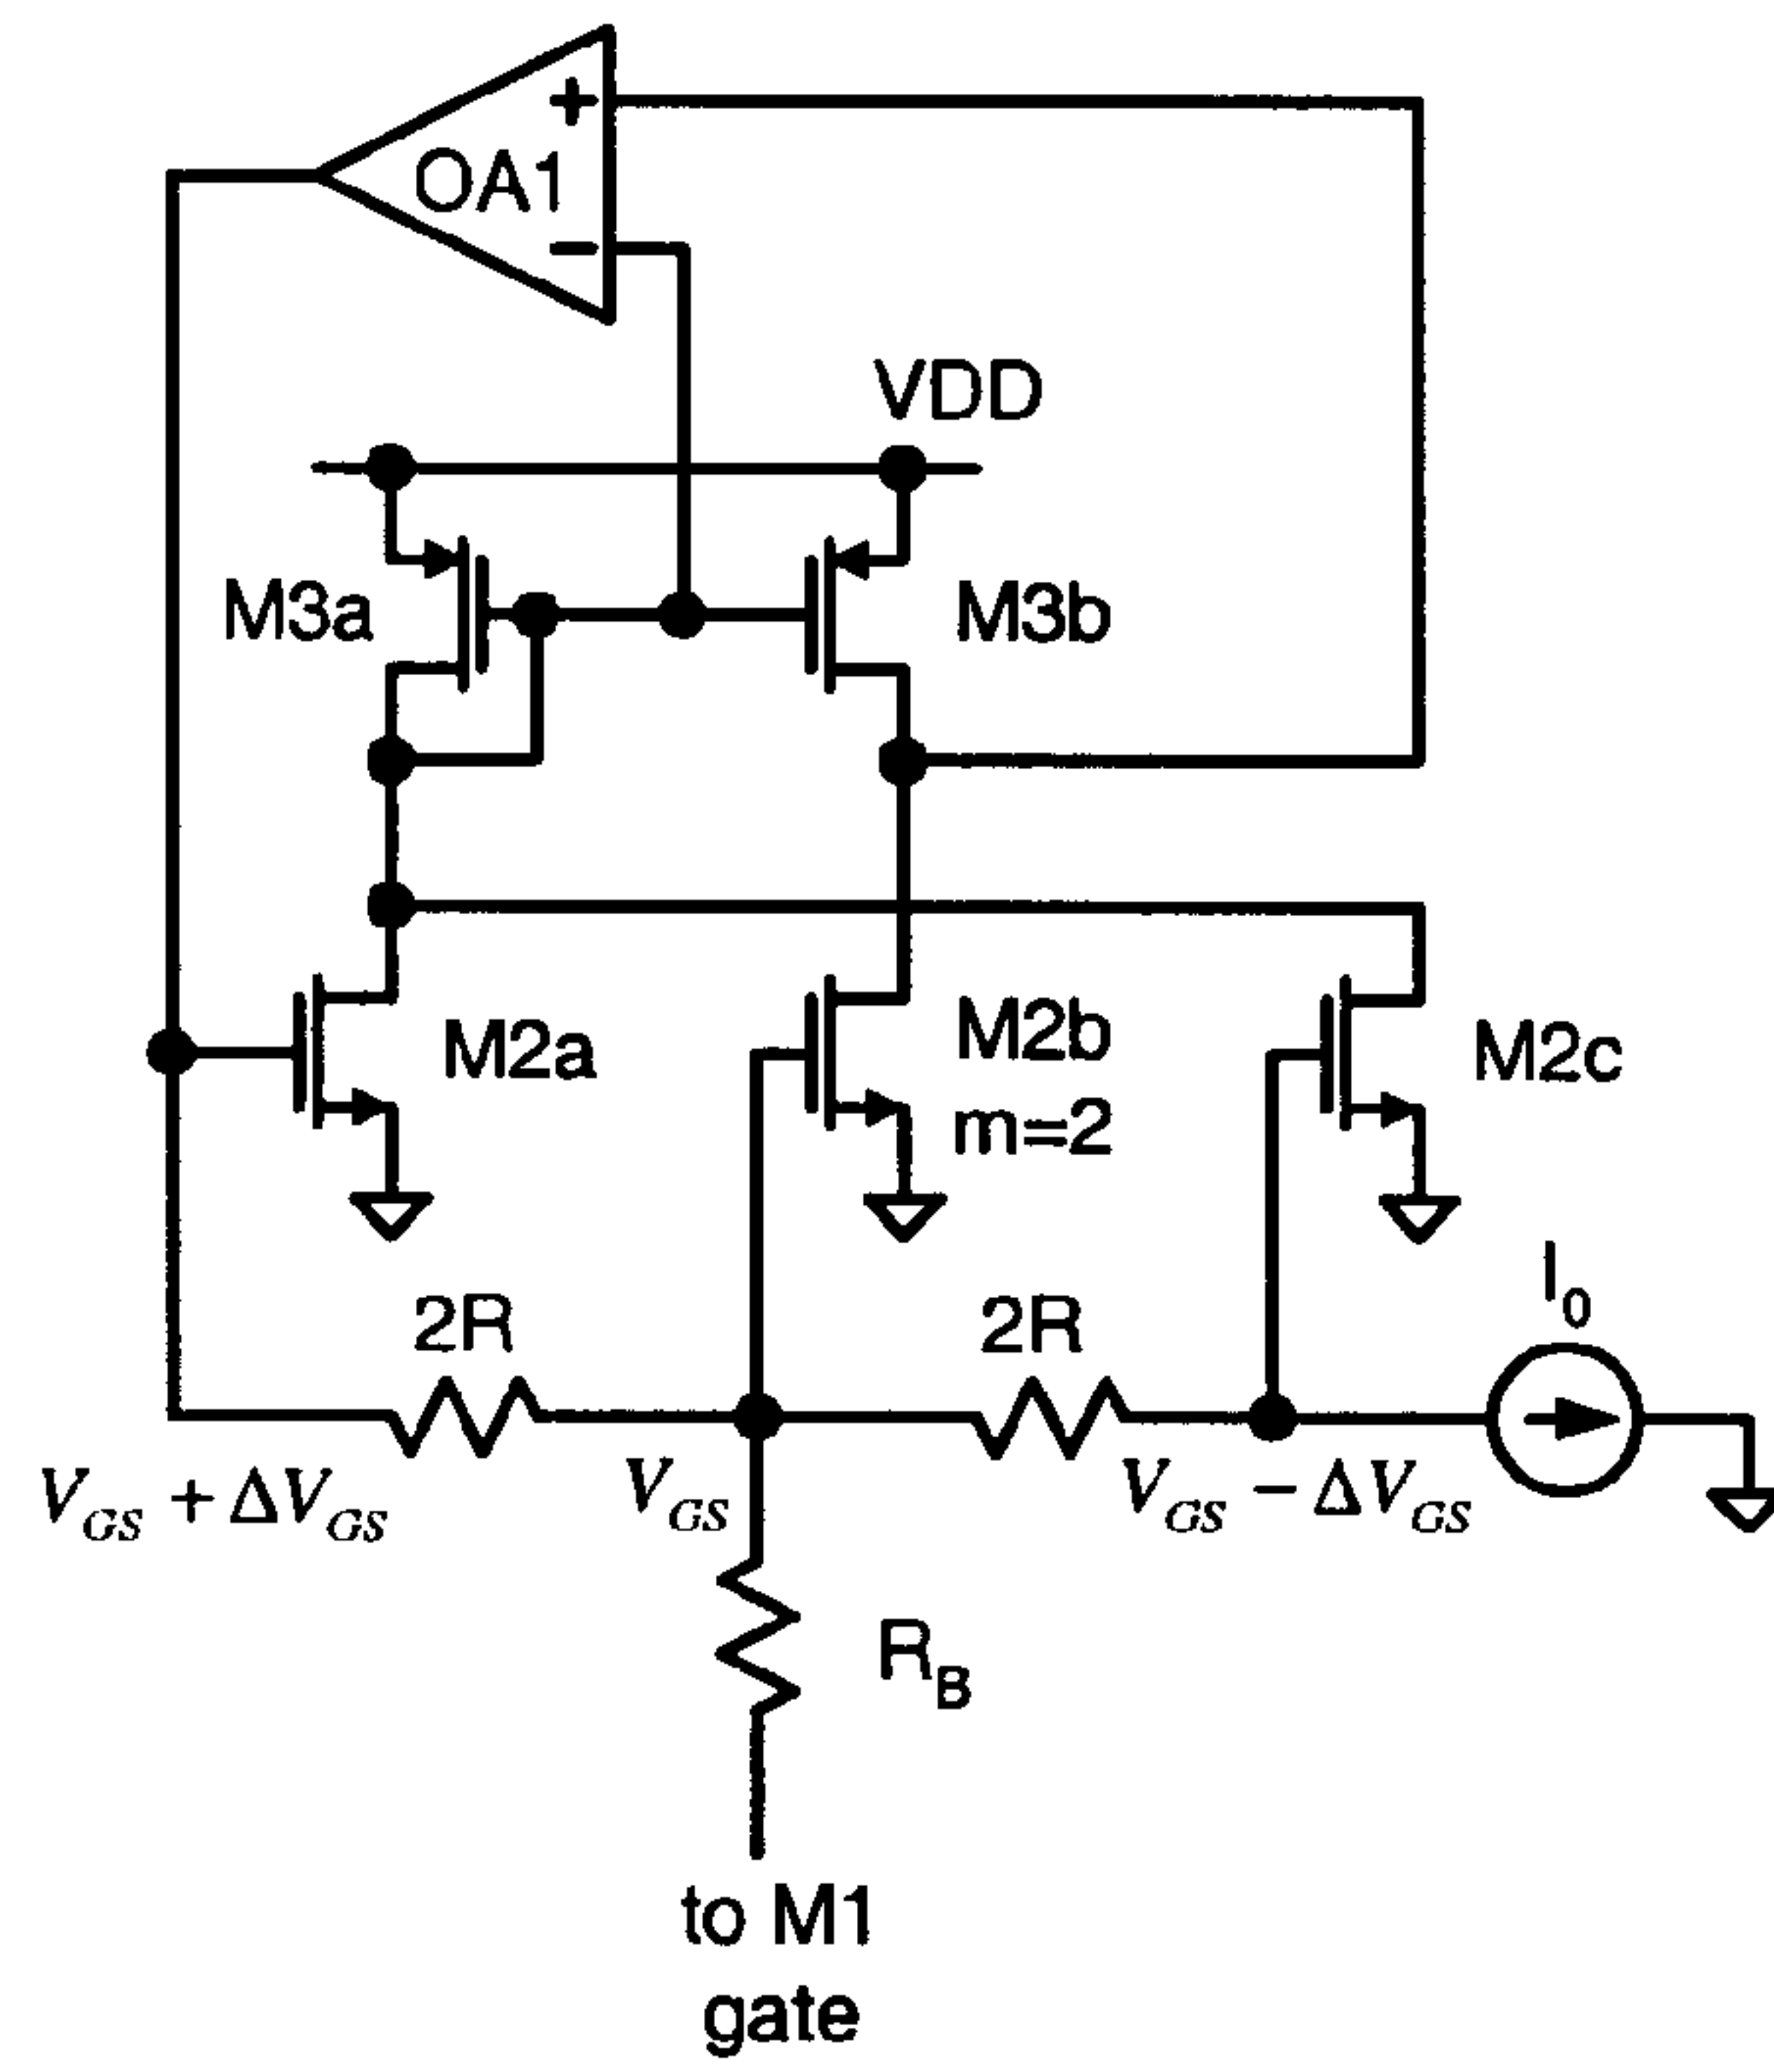 +
OA1
−
VDD
M3a
M3b
M2a
M2b
m=2
M2c
I0
2R
2R
VGS + ΔVGS
VGS
VGS − ΔVGS
RB
to M1
gate